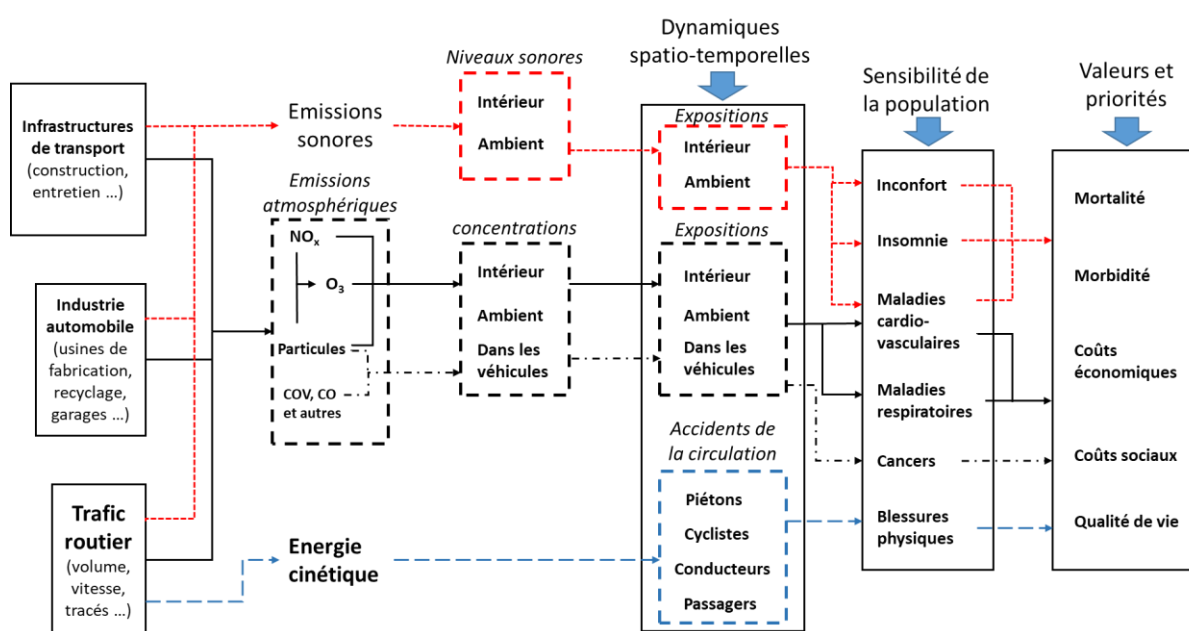 Dynamiques
spatio-temporelles
Sensibilité de
la population
Valeurs et
priorités
Infrastructures
de transport
(construction,
entretien ...)
Industrie
automobile
(usines de
fabrication,
recyclage,
garages ...)
Trafic
routier
(volume,
vitesse,
tracés ...)
Emissions
sonores
Emissions
atmosphériques
NOx
O3
Particules
COV, CO
et autres
Energie
cinétique
Niveaux sonores
Intérieur
Ambient
concentrations
Intérieur
Ambient
Dans les
véhicules
Expositions
Intérieur
Ambient
Expositions
Intérieur
Ambient
Dans les
véhicules
Accidents de
la circulation
Piétons
Cyclistes
Conducteurs
Passagers
Inconfort
Insomnie
Maladies
cardio-
vasculaires
Maladies
respiratoires
Cancers
Blessures
physiques
Mortalité
Morbidité
Coûts
économiques
Coûts sociaux
Qualité de vie